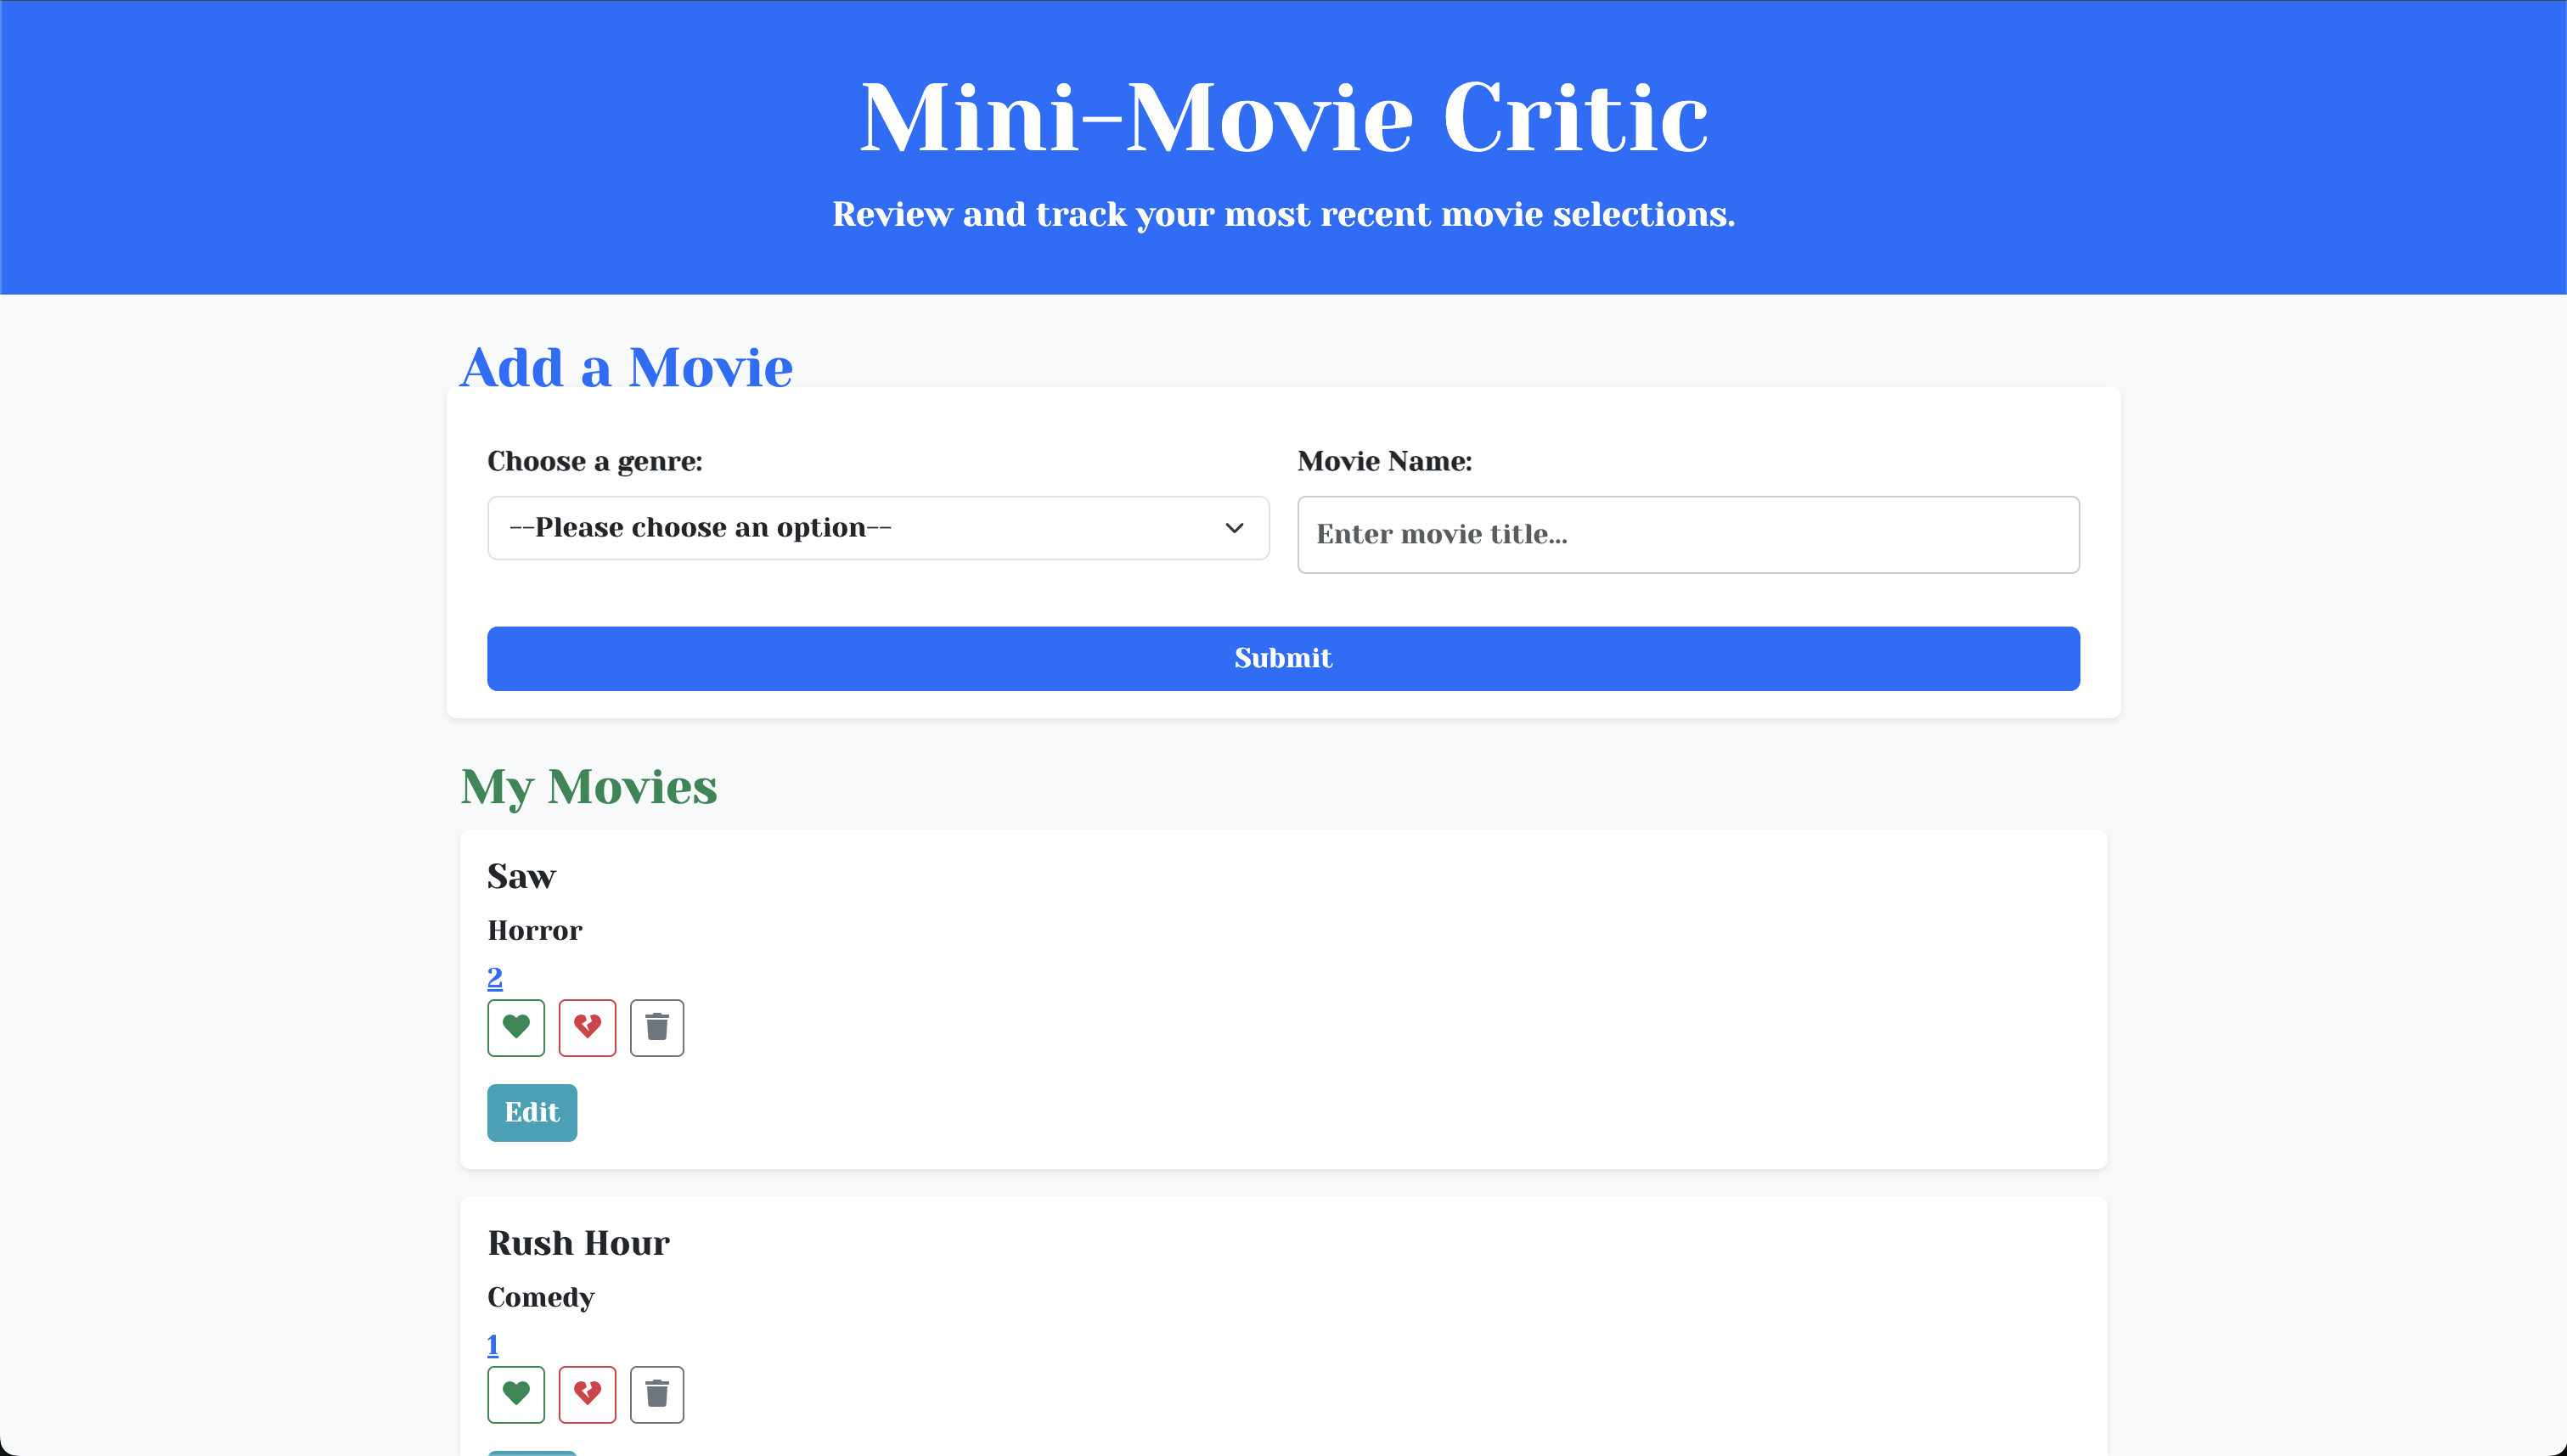 Mini-Movie Critic
Review and track your most recent movie selections.
Add a Movie
Choose a genre:
Movie Name:
--Please choose an option--
Enter movie title...
Submit
My Movies
Saw
Horror
2
Edit
Rush Hour
Comedy
1